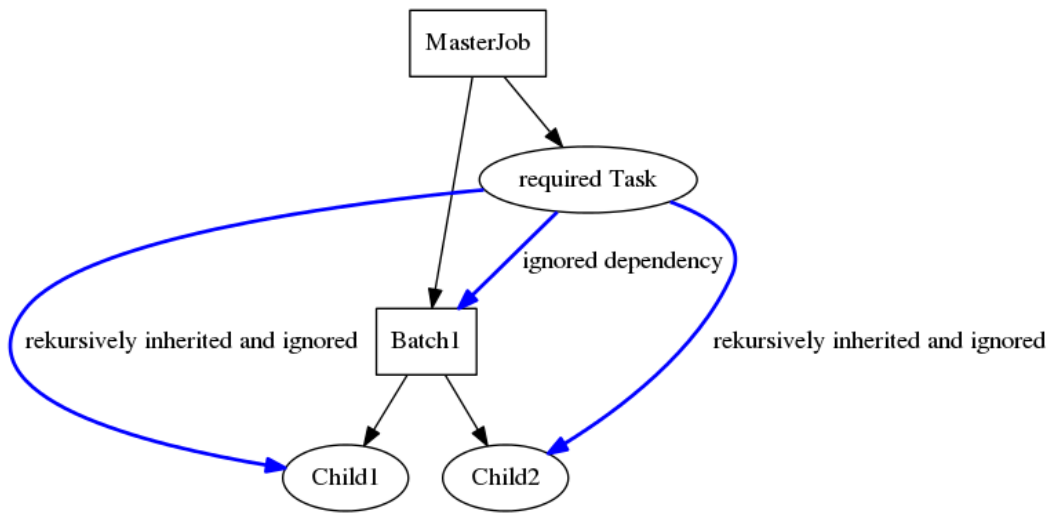 MasterJob
required Task
ignored dependency
rekursively inherited and ignored
Batch1
rekursively inherited and ignored
Child1
Child2